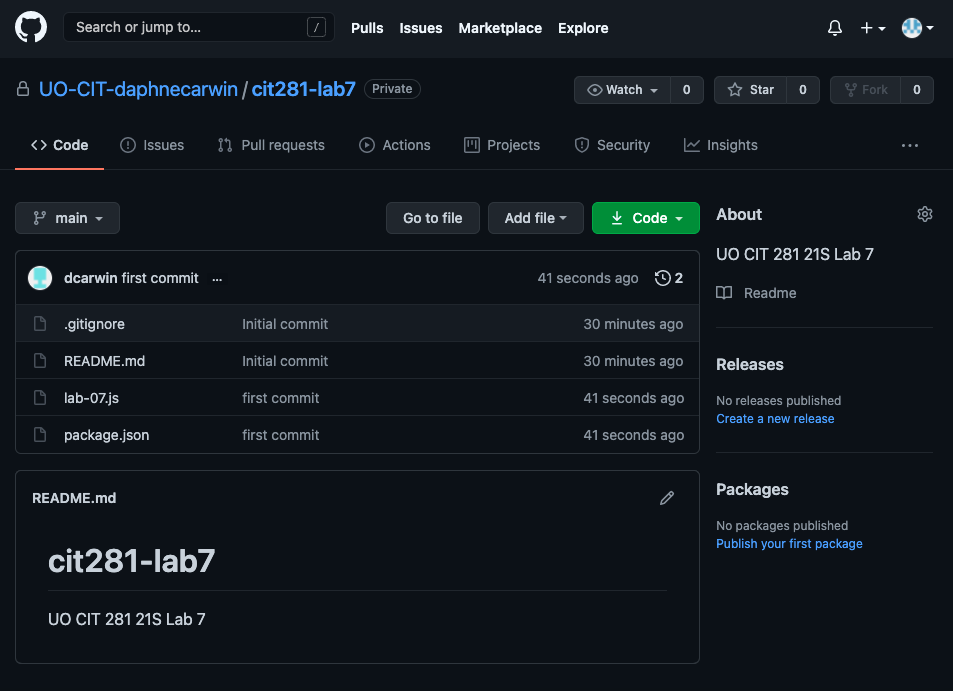 Search or jump to... /
Pulls Issues Marketplace Explore
UO-CIT-daphnecarwin / cit281-lab7 Private
Watch 0 Star 0 Fork 0
Code Issues Pull requests Actions Projects Security Insights ...
main Go to file Add file Code
dcarwin first commit ... 41 seconds ago 2
.gitignore Initial commit 30 minutes ago
README.md Initial commit 30 minutes ago
lab-07.js first commit 41 seconds ago
package.json first commit 41 seconds ago
README.md
cit281-lab7
UO CIT 281 21S Lab 7
About
UO CIT 281 21S Lab 7
Readme
Releases
No releases published
Create a new release
Packages
No packages published
Publish your first package